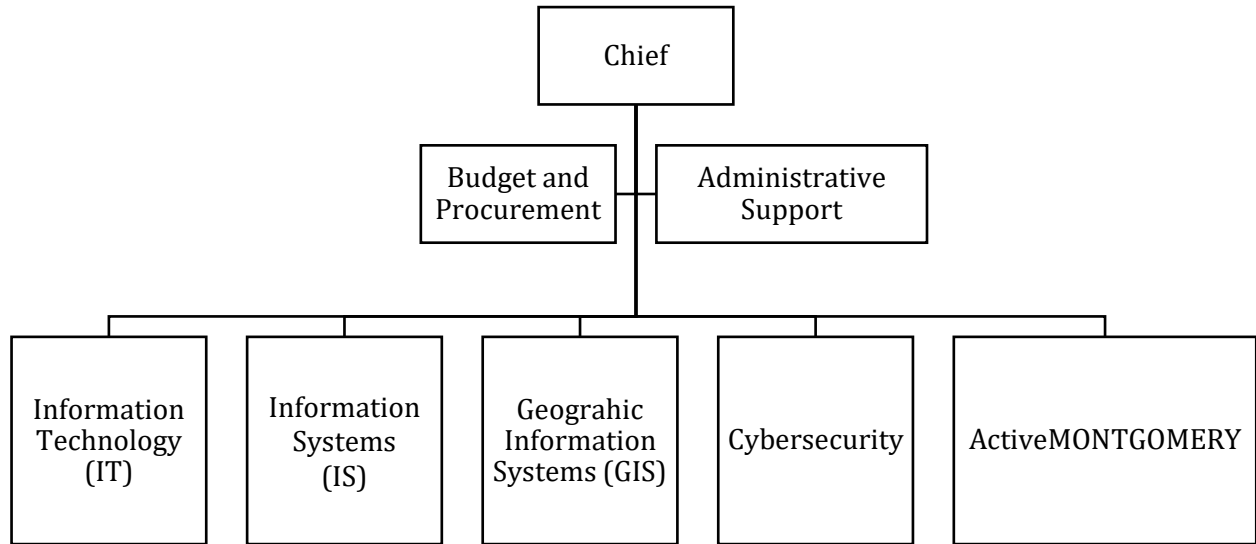 Chief
Budget and
Procurement
Administrative
Support
Information
Technology
(IT)
Information
Systems
(IS)
Geograhic
Information
Systems (GIS)
Cybersecurity
ActiveMONTGOMERY